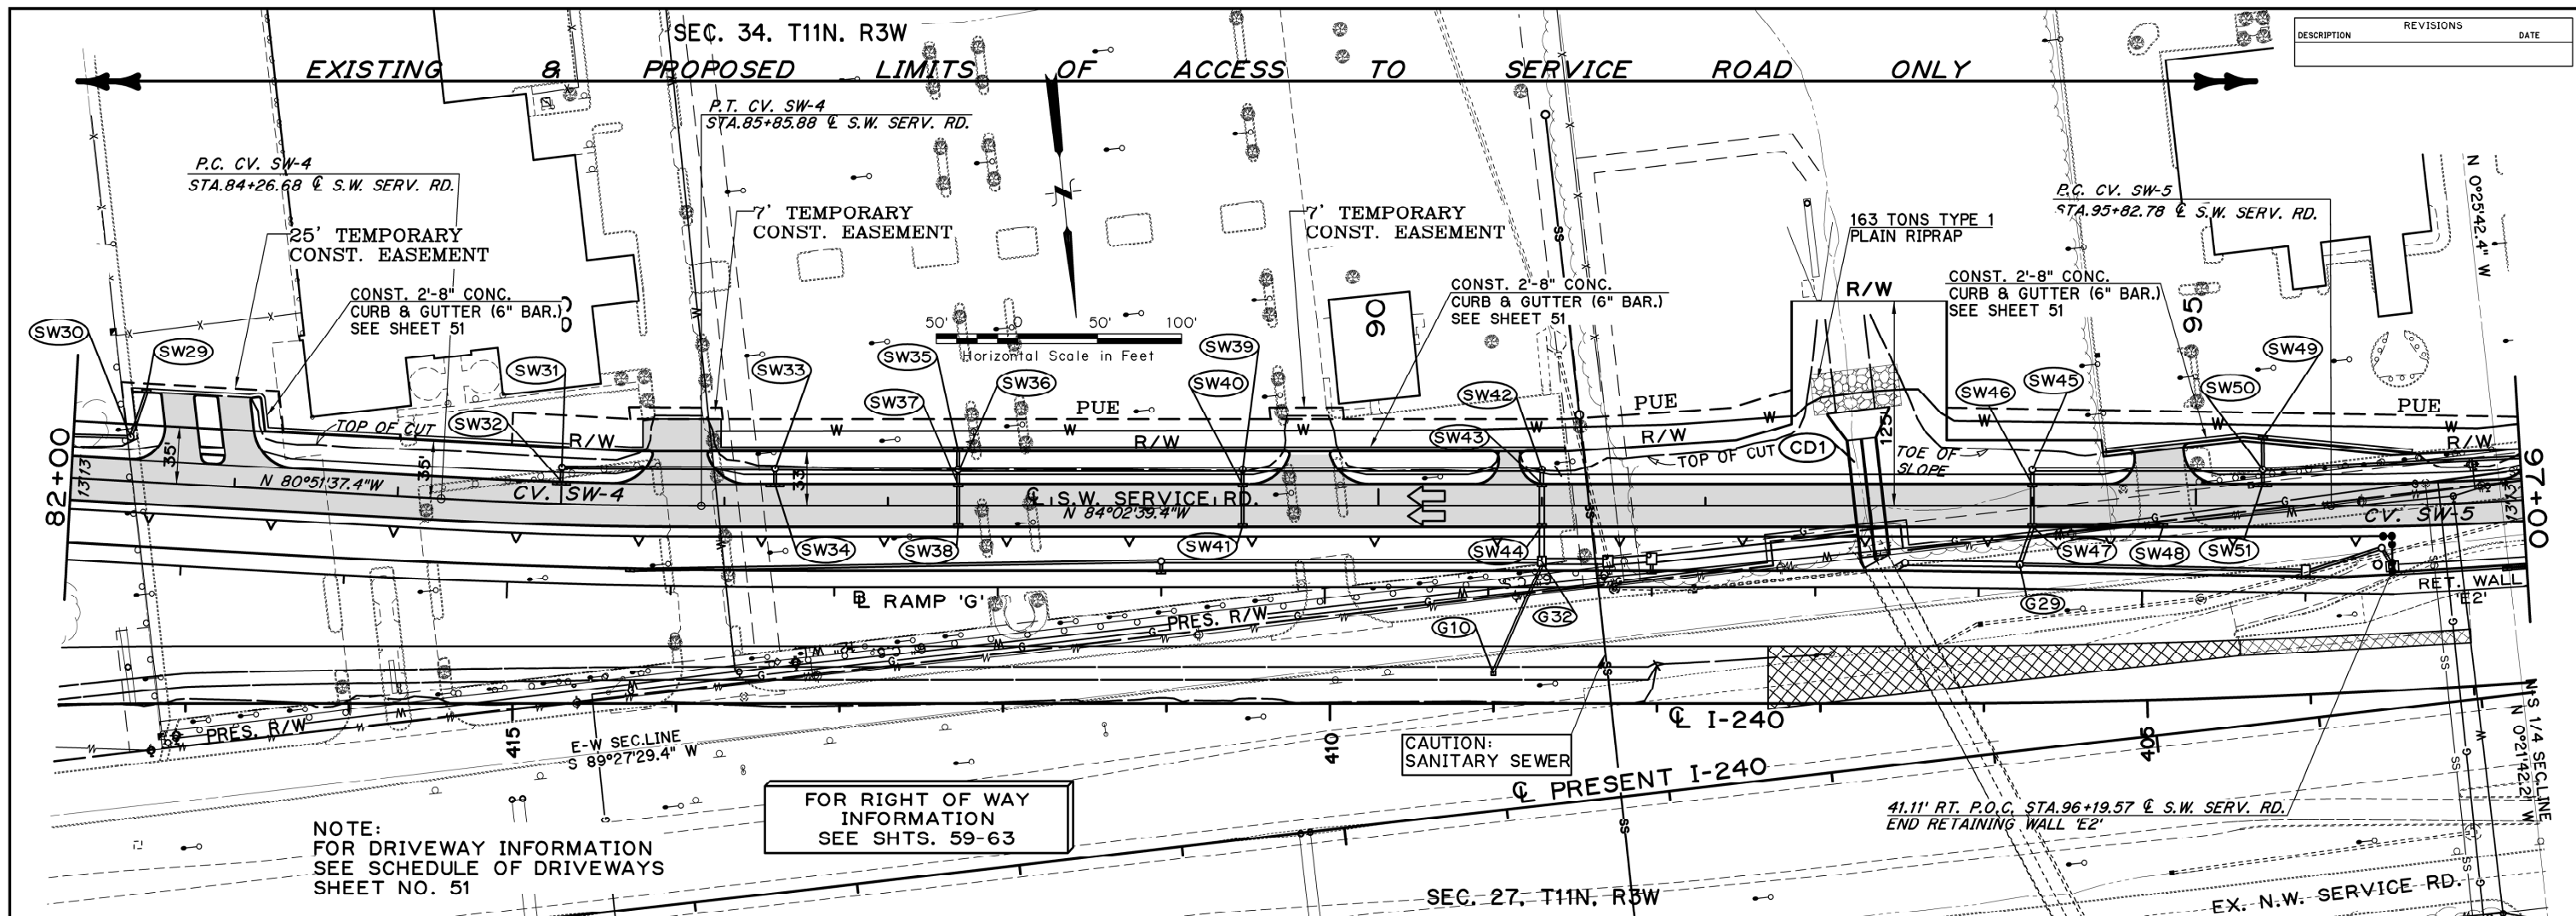 SEC. 34. T11N. R3W
REVISIONS
DESCRIPTION DATE
EXISTING & PROPOSED LIMITS OF ACCESS TO SERVICE ROAD ONLY
P.T. CV. SW-4
STA.85+85.88 ℄ S.W. SERV. RD.
P.C. CV. SW-4
STA.84+26.68 ℄ S.W. SERV. RD.
P.C. CV. SW-5
STA.95+82.78 ℄ S.W. SERV. RD.
N 0°25'42.4" W
25' TEMPORARY
CONST. EASEMENT
7' TEMPORARY
CONST. EASEMENT
7' TEMPORARY
CONST. EASEMENT
163 TONS TYPE 1
PLAIN RIPRAP
CONST. 2'-8" CONC.
CURB & GUTTER (6" BAR.)
SEE SHEET 51
CONST. 2'-8" CONC.
CURB & GUTTER (6" BAR.)
SEE SHEET 51
CONST. 2'-8" CONC.
CURB & GUTTER (6" BAR.)
SEE SHEET 51
R/W
50' 0 50' 100'
Horizontal Scale in Feet
90
95
SW30
SW29
SW31
SW32
SW33
SW35
SW36
SW37
SW39
SW40
SW42
SW43
SW45
SW46
SW49
SW50
PUE
PUE
PUE
TOP OF CUT
R/W
R/W
R/W
R/W
TOP OF CUT
CD1
125'
TOE OF
SLOPE
82+00
13'13'
35'
35'
33'
N 80°51'37.4"W
CV. SW-4
℄ S.W. SERVICE RD.
N 84°02'39.4"W
CV. SW-5
13'13'
97+00
SW34
SW38
SW41
SW44
SW47
SW48
SW51
RAMP 'G'
PRES. R/W
G10
G32
G29
RET. WALL
'E2'
SS
SS
SS
PRES. R/W
415
410
405
℄ I-240
E-W SEC.LINE
S 89°27'29.4" W
CAUTION:
SANITARY SEWER
℄ PRESENT I-240
N-S 1/4 SEC.LINE
N 0°21'42.2" W
FOR RIGHT OF WAY
INFORMATION
SEE SHTS. 59-63
41.11' RT. P.O.C. STA.96+19.57 ℄ S.W. SERV. RD.
END RETAINING WALL 'E2'
NOTE:
FOR DRIVEWAY INFORMATION
SEE SCHEDULE OF DRIVEWAYS
SHEET NO. 51
SEC. 27. T11N. R3W
EX. N.W. SERVICE RD.